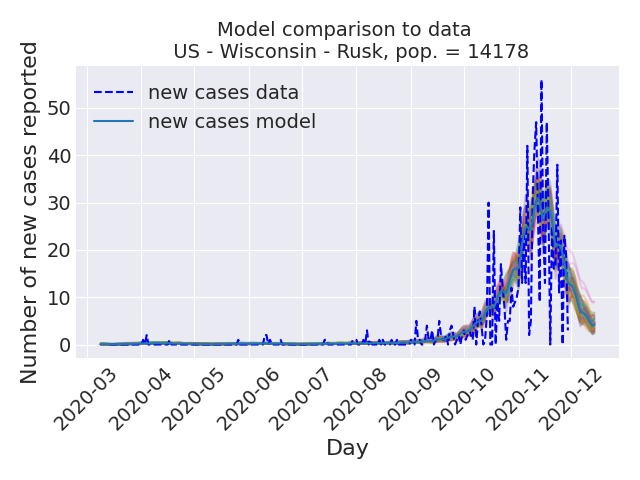 Model comparison to data
US - Wisconsin - Rusk, pop. = 14178
new cases data
new cases model
Number of new cases reported
50
40
30
20
10
0
2020-03
2020-04
2020-05
2020-06
2020-07
2020-08
2020-09
2020-10
2020-11
2020-12
Day